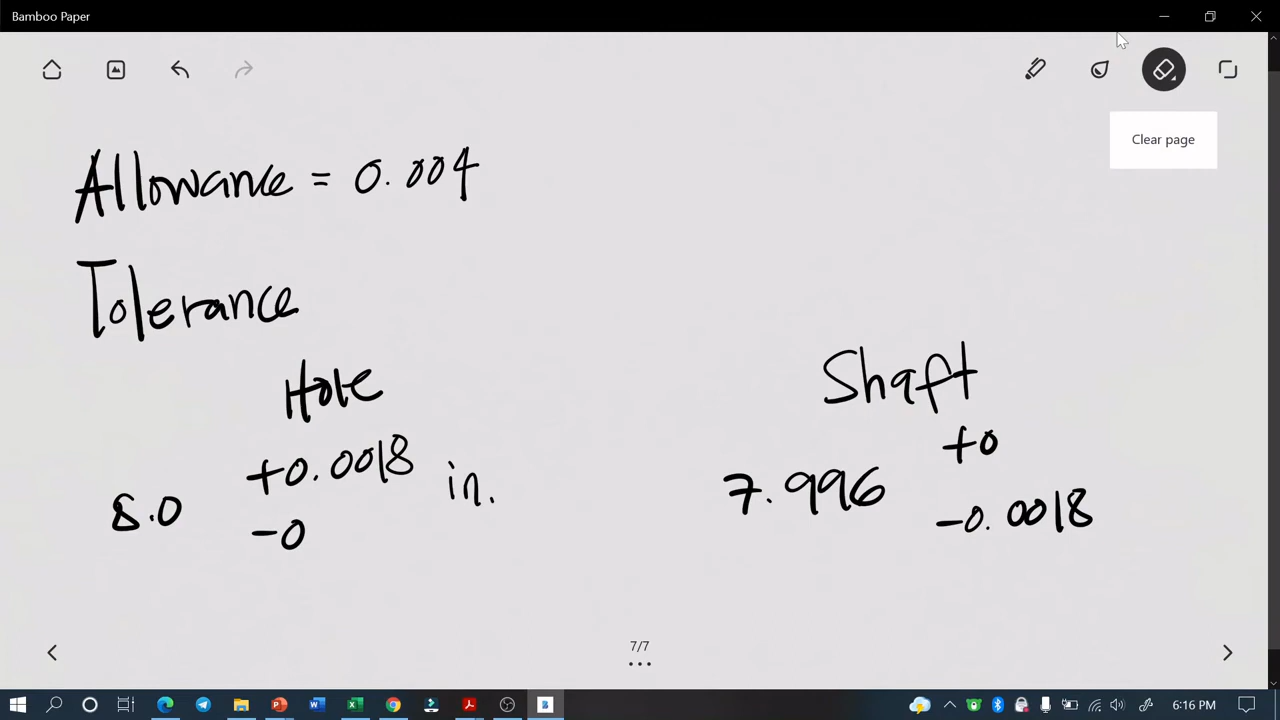 Bamboo Paper
Clear page
Allowance = 0.004
Tolerance
Hole
Shaft
8.0 +0.0018 -0 in.
7.996 +0 -0.0018
7/7
6:16 PM